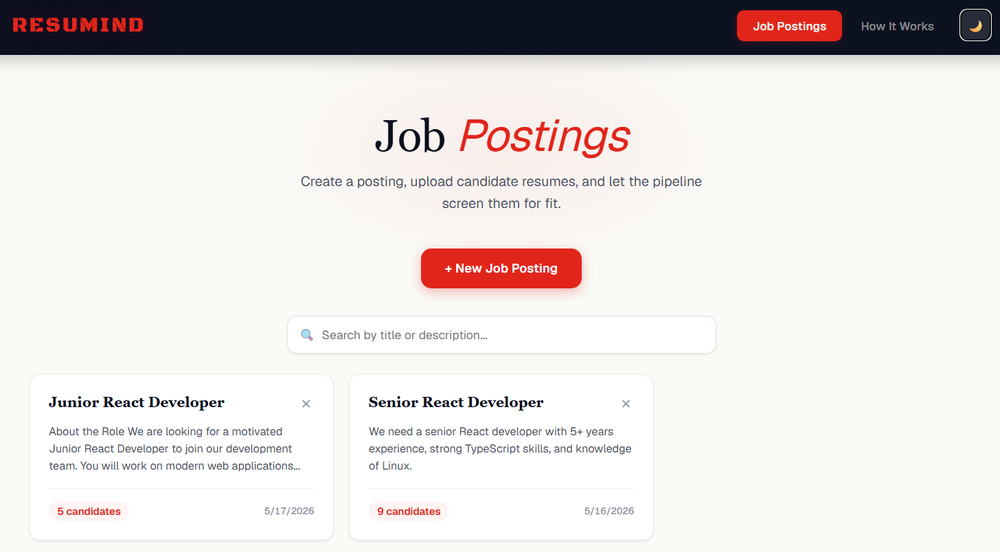 RESUMIND
Job Postings
How It Works
Job Postings
Create a posting, upload candidate resumes, and let the pipeline
screen them for fit.
+ New Job Posting
Search by title or description...
Junior React Developer
×
About the Role We are looking for a motivated
Junior React Developer to join our development
team. You will work on modern web applications...
5 candidates
5/17/2026
Senior React Developer
×
We need a senior React developer with 5+ years
experience, strong TypeScript skills, and knowledge
of Linux.
9 candidates
5/16/2026